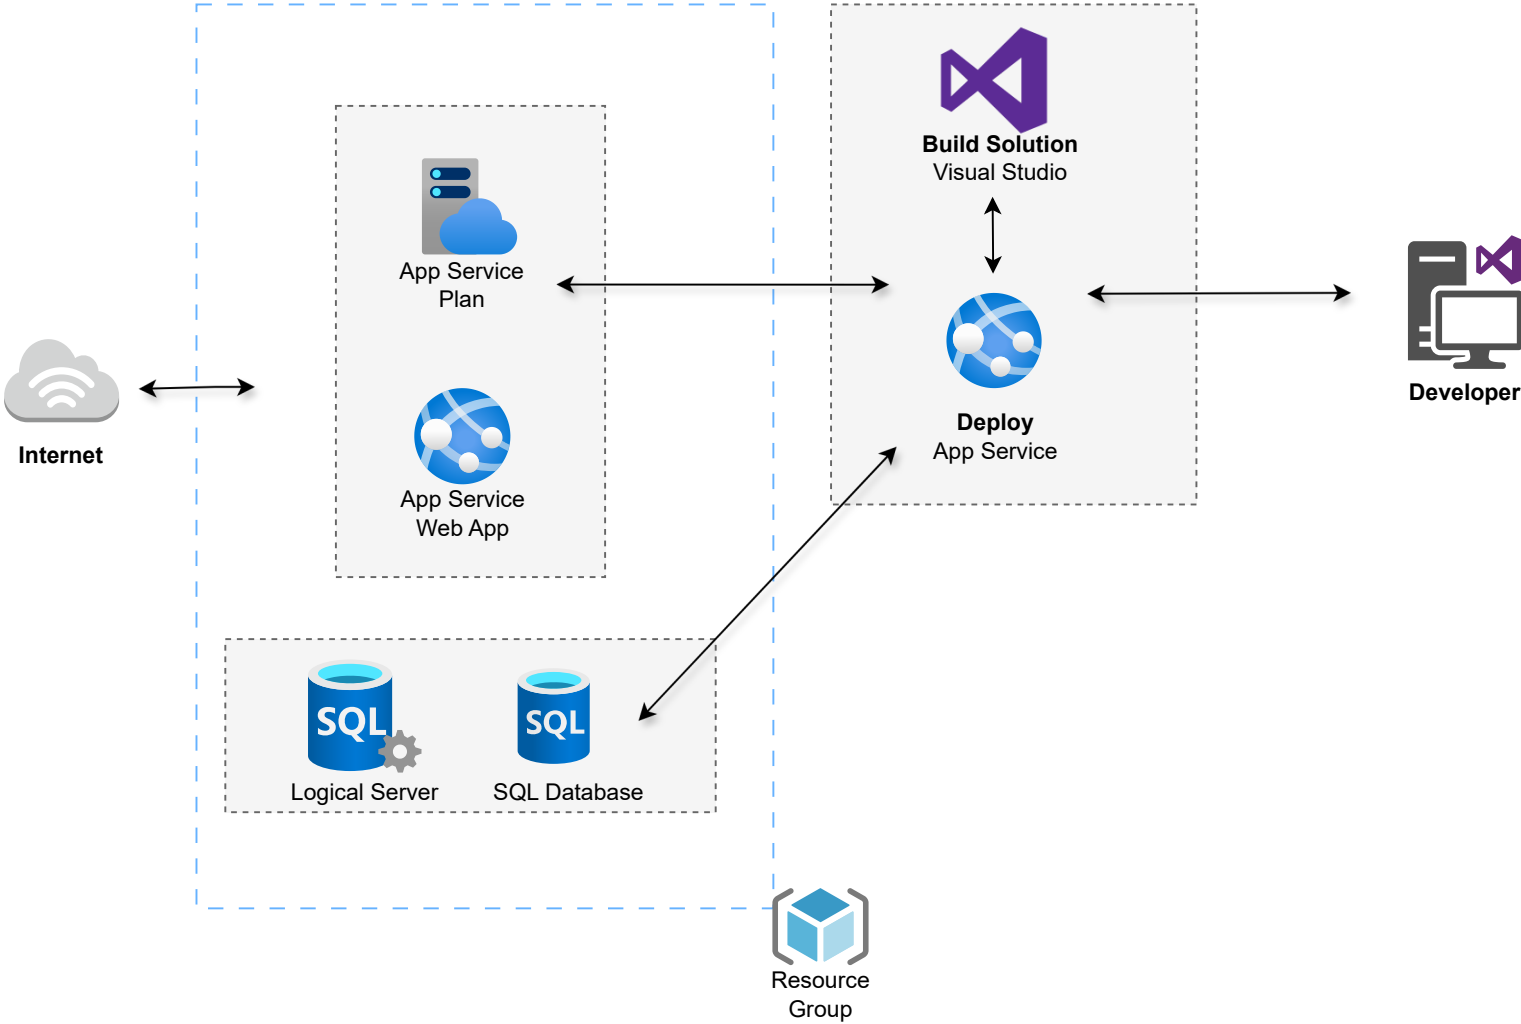 Build Solution
Visual Studio
App Service
Plan
Deploy
App Service
Developer
Internet
App Service
Web App
SQL
SQL
Logical Server
SQL Database
Resource
Group